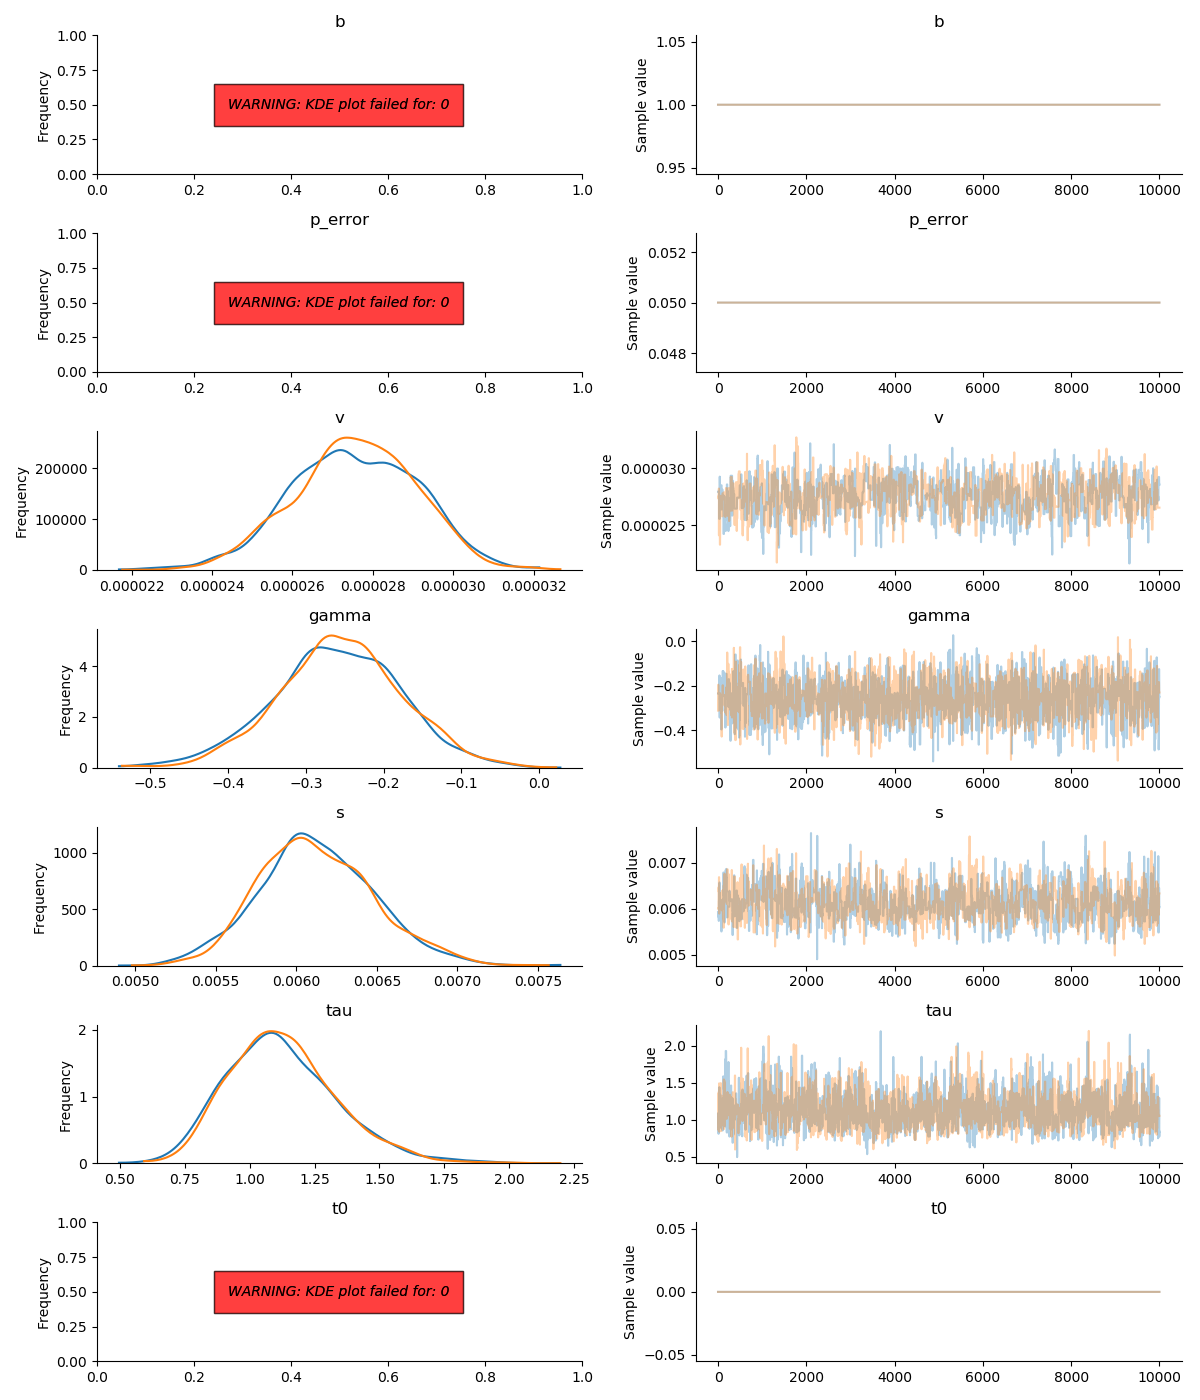 b
1.00
0.75
0.50
0.25
0.00
Frequency
WARNING: KDE plot failed for: 0
0.0 0.2 0.4 0.6 0.8 1.0
b
1.05
1.00
0.95
Sample value
0 2000 4000 6000 8000 10000
p_error
1.00
0.75
0.50
0.25
0.00
Frequency
WARNING: KDE plot failed for: 0
0.0 0.2 0.4 0.6 0.8 1.0
p_error
0.052
0.050
0.048
Sample value
0 2000 4000 6000 8000 10000
v
200000
100000
0
Frequency
0.000022 0.000024 0.000026 0.000028 0.000030 0.000032
v
0.000030
0.000025
Sample value
0 2000 4000 6000 8000 10000
gamma
4
2
0
Frequency
−0.5 −0.4 −0.3 −0.2 −0.1 0.0
gamma
0.0
−0.2
−0.4
Sample value
0 2000 4000 6000 8000 10000
s
1000
500
0
Frequency
0.0050 0.0055 0.0060 0.0065 0.0070 0.0075
s
0.007
0.006
0.005
Sample value
0 2000 4000 6000 8000 10000
tau
2
1
0
Frequency
0.50 0.75 1.00 1.25 1.50 1.75 2.00 2.25
tau
2.0
1.5
1.0
0.5
Sample value
0 2000 4000 6000 8000 10000
t0
1.00
0.75
0.50
0.25
0.00
Frequency
WARNING: KDE plot failed for: 0
0.0 0.2 0.4 0.6 0.8 1.0
t0
0.05
0.00
−0.05
Sample value
0 2000 4000 6000 8000 10000